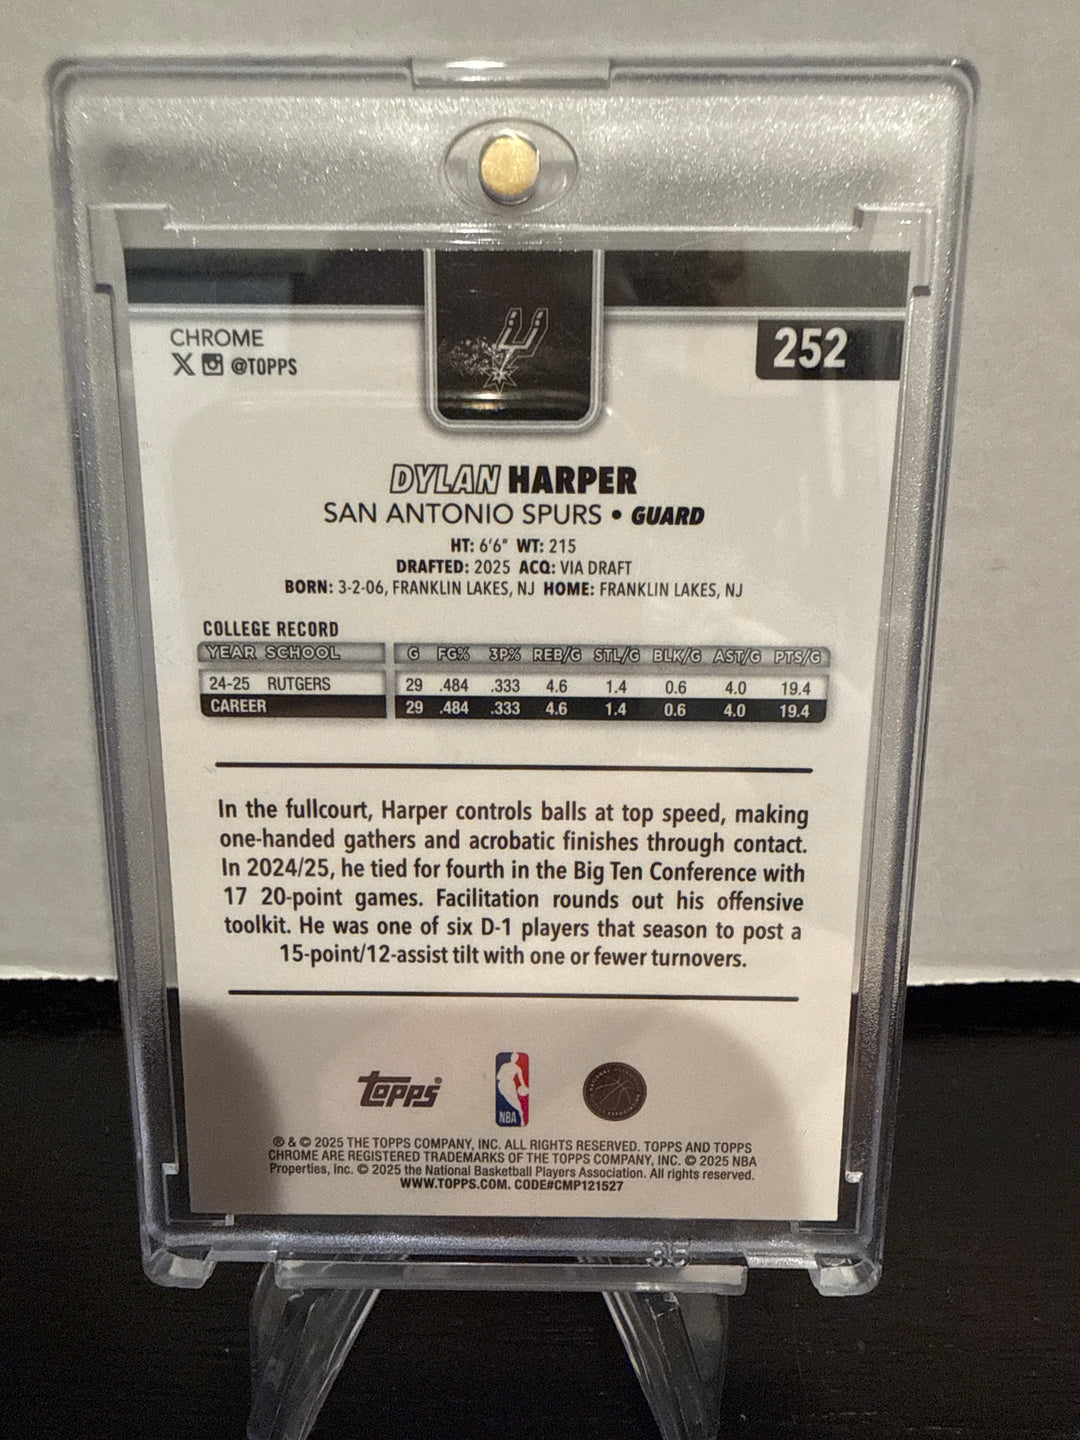 CHROME
252
X @TOPPS
DYLAN HARPER
SAN ANTONIO SPURS • GUARD
HT: 6'6" WT: 215
DRAFTED: 2025 ACQ: VIA DRAFT
BORN: 3-2-06, FRANKLIN LAKES, NJ HOME: FRANKLIN LAKES, NJ
COLLEGE RECORD
YEAR SCHOOL G FG% 3P% REB/G STL/G BLK/G AST/G PTS/G
24-25 RUTGERS 29 .484 .333 4.6 1.4 0.6 4.0 19.4
CAREER 29 .484 .333 4.6 1.4 0.6 4.0 19.4
In the fullcourt, Harper controls balls at top speed, making
one-handed gathers and acrobatic finishes through contact.
In 2024/25, he tied for fourth in the Big Ten Conference with
17 20-point games. Facilitation rounds out his offensive
toolkit. He was one of six D-1 players that season to post a
15-point/12-assist tilt with one or fewer turnovers.
Topps
NBA
® & © 2025 THE TOPPS COMPANY, INC. ALL RIGHTS RESERVED. TOPPS AND TOPPS
CHROME ARE REGISTERED TRADEMARKS OF THE TOPPS COMPANY, INC. © 2025 NBA
Properties, Inc. © 2025 the National Basketball Players Association. All rights reserved.
WWW.TOPPS.COM. CODE#CMP121527